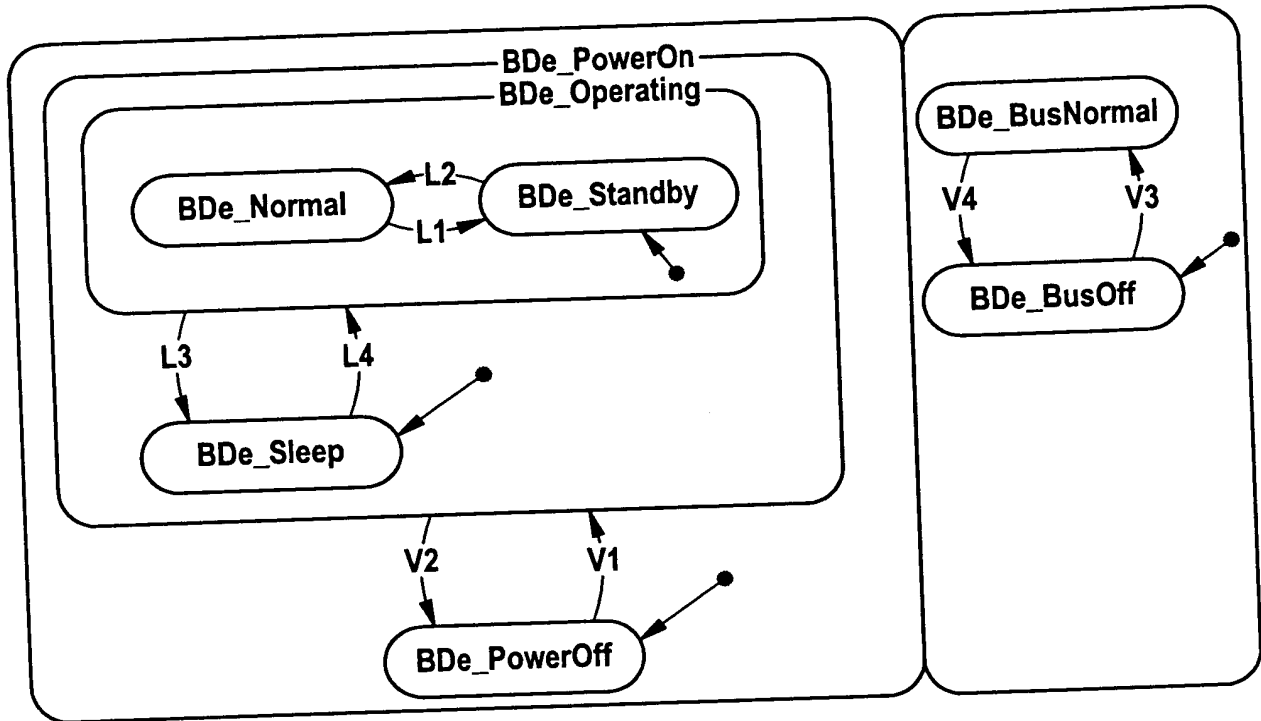 BDe_PowerOn
BDe_Operating
BDe_Normal
L2
L1
BDe_Standby
L3
L4
BDe_Sleep
V2
V1
BDe_PowerOff
BDe_BusNormal
V4
V3
BDe_BusOff